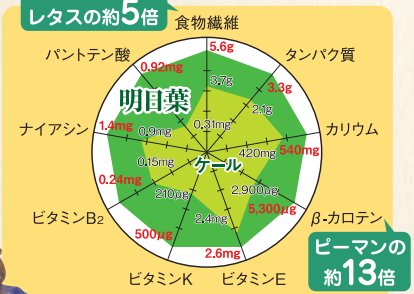 レタスの約5倍
食物繊維
5.6g
パントテン酸
タンパク質
0.92mg
3.7g
3.3g
明日葉
2.1g
ナイアシン
1.4mg
0.9mg
0.31mg
カリウム
420mg
540mg
0.15mg
ケール
0.24mg
210μg
2,900μg
ビタミンB2
2.4mg
5,300μg
β-カロテン
500μg
2.6mg
ピーマンの
約13倍
ビタミンK
ビタミンE